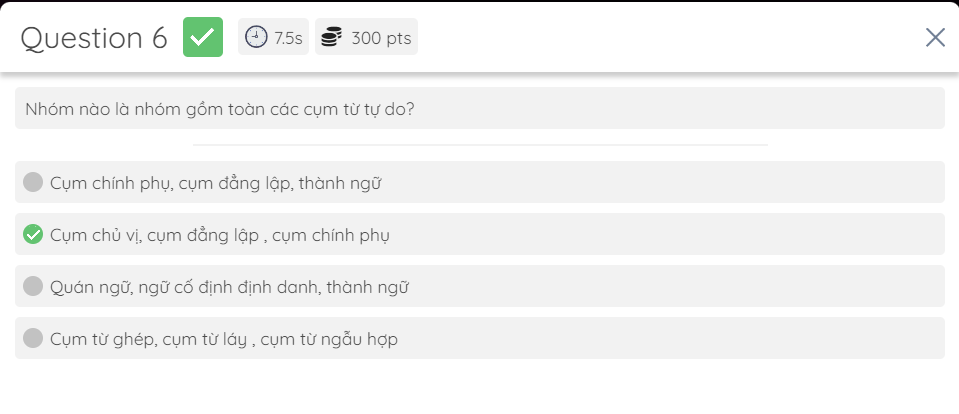 Question 6 7.5s 300 pts
Nhóm nào là nhóm gồm toàn các cụm từ tự do?
Cụm chính phụ, cụm đẳng lập, thành ngữ
Cụm chủ vị, cụm đẳng lập , cụm chính phụ
Quán ngữ, ngữ cố định định danh, thành ngữ
Cụm từ ghép, cụm từ láy , cụm từ ngẫu hợp